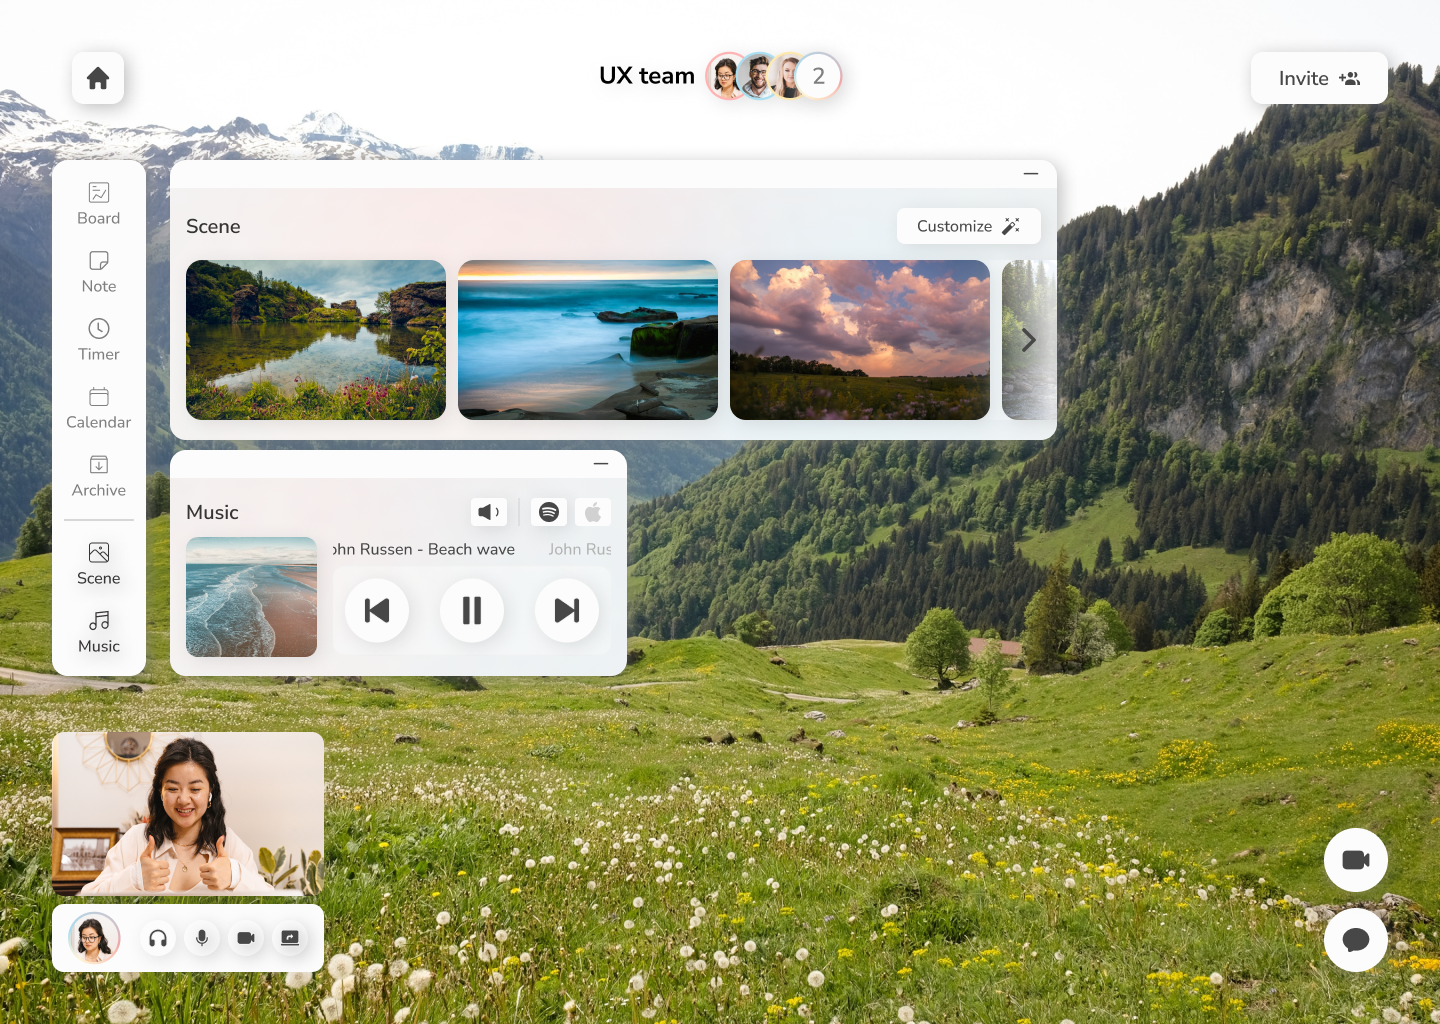 UX team
2
Invite
Board
Note
Timer
Calendar
Archive
Scene
Music
Scene
Customize
Music
ohn Russen - Beach wave
John Rus